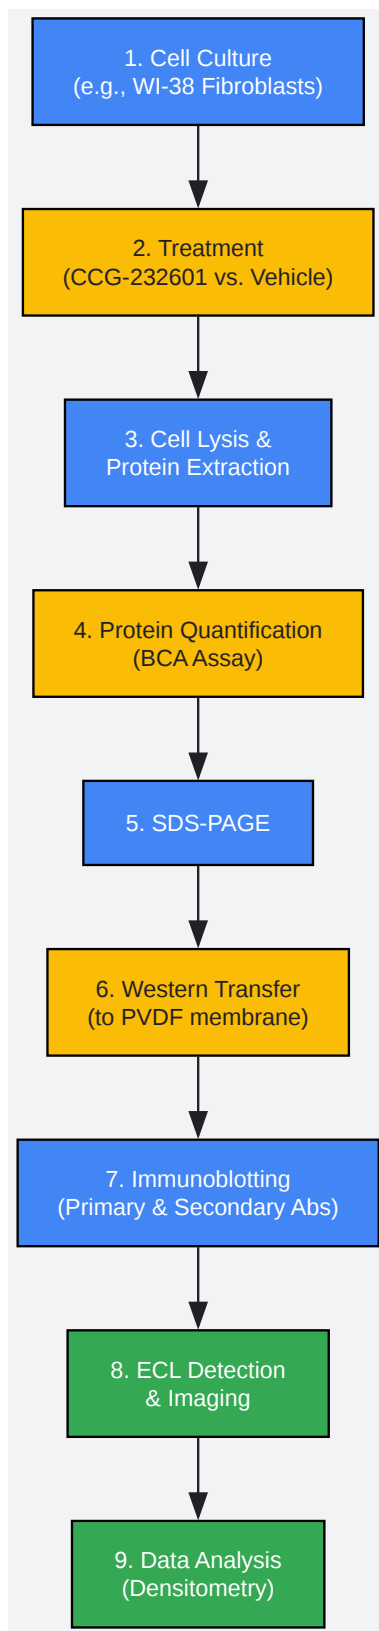 1. Cell Culture
(e.g., WI-38 Fibroblasts)
2. Treatment
(CCG-232601 vs. Vehicle)
3. Cell Lysis &
Protein Extraction
4. Protein Quantification
(BCA Assay)
5. SDS-PAGE
6. Western Transfer
(to PVDF membrane)
7. Immunoblotting
(Primary & Secondary Abs)
8. ECL Detection
& Imaging
9. Data Analysis
(Densitometry)